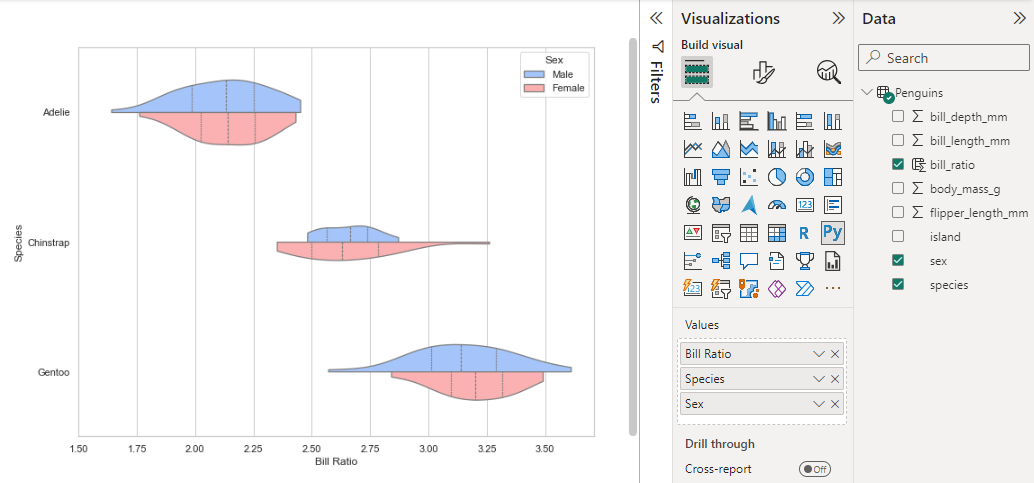 Sex
Male
Female
Adelie
Chinstrap
Gentoo
Species
1.50 1.75 2.00 2.25 2.50 2.75 3.00 3.25 3.50
Bill Ratio
Filters
Visualizations
Build visual
123
R
Py
123
Values
Bill Ratio
Species
Sex
Drill through
Cross-report
Off
Data
Search
Penguins
∑ bill_depth_mm
∑ bill_length_mm
bill_ratio
∑ body_mass_g
∑ flipper_length_mm
island
sex
species